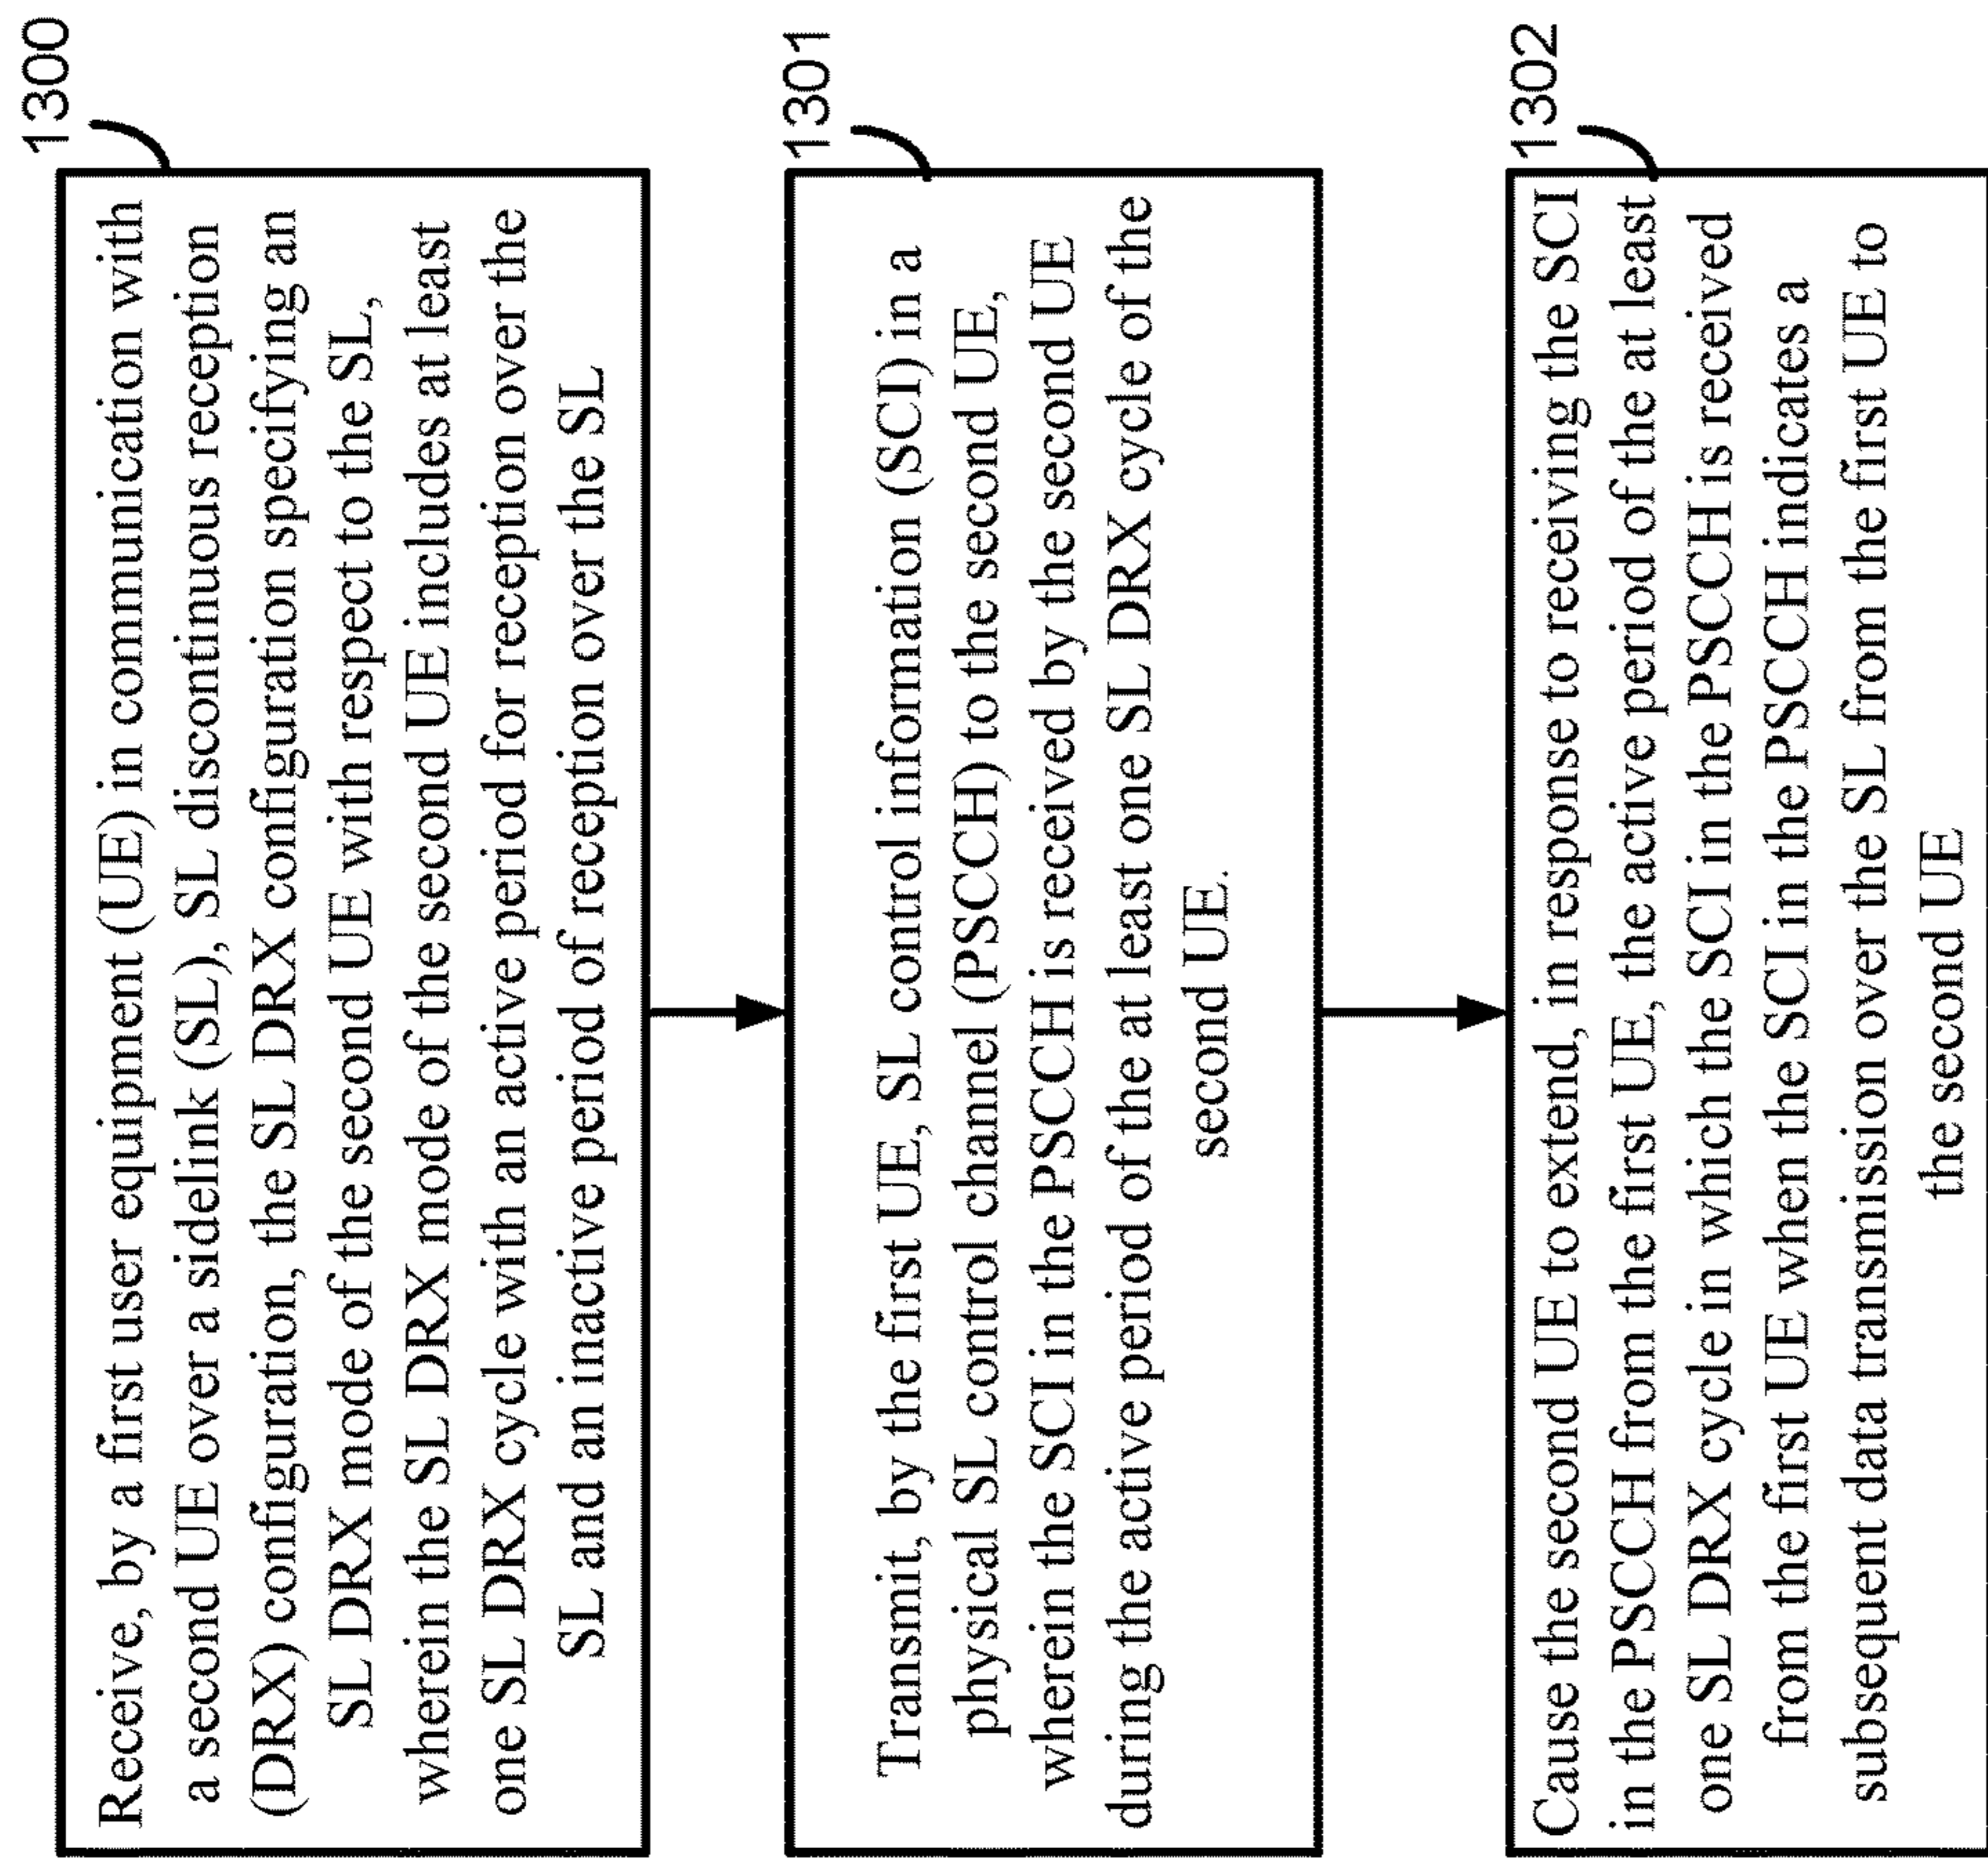 1300
Receive, by a first user equipment (UE) in communication with
a second UE over a sidelink (SL), SL discontinuous reception
(DRX) configuration, the SL DRX configuration specifying an
SL DRX mode of the second UE with respect to the SL,
wherein the SL DRX mode of the second UE includes at least
one SL DRX cycle with an active period for reception over the
SL and an inactive period of reception over the SL
1301
Transmit, by the first UE, SL control information (SCI) in a
physical SL control channel (PSCCH) to the second UE,
wherein the SCI in the PSCCH is received by the second UE
during the active period of the at least one SL DRX cycle of the
second UE.
1302
Cause the second UE to extend, in response to receiving the SCI
in the PSCCH from the first UE, the active period of the at least
one SL DRX cycle in which the SCI in the PSCCH is received
from the first UE when the SCI in the PSCCH indicates a
subsequent data transmission over the SL from the first UE to
the second UE